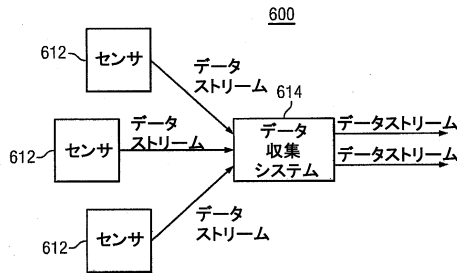 600
612
センサ
データ
ストリーム
614
612
センサ
データ
ストリーム
データ
収集
システム
データストリーム
データストリーム
612
センサ
データ
ストリーム